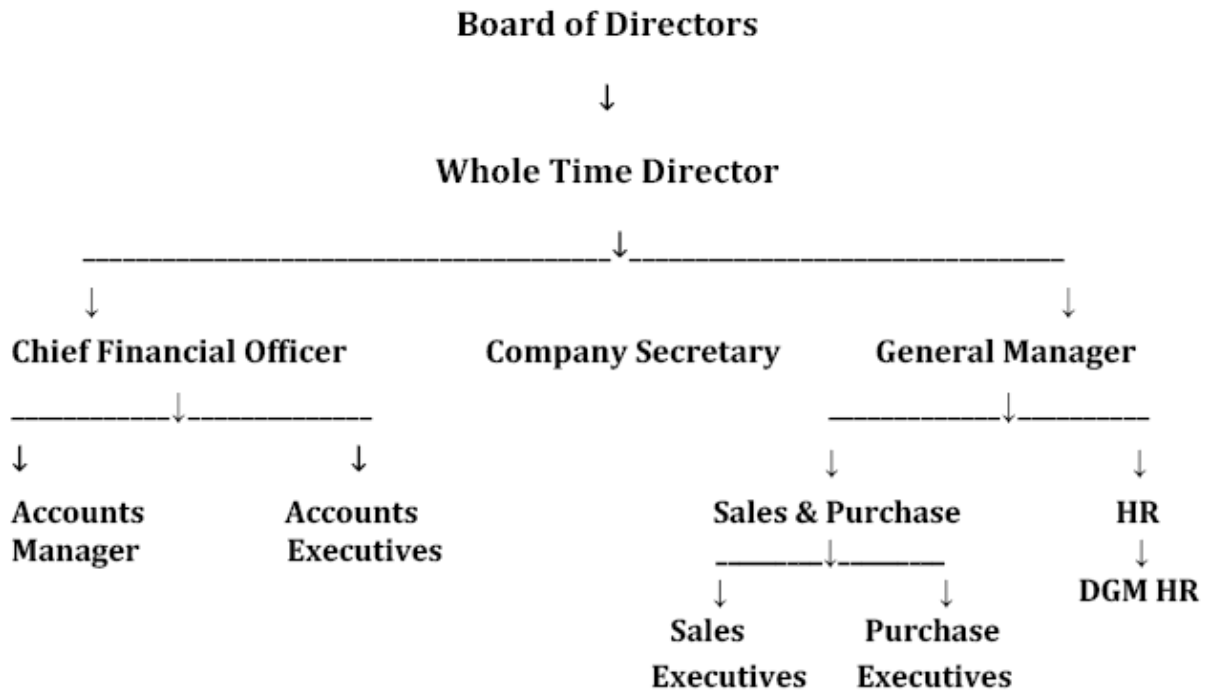 Board of Directors
↓
Whole Time Director
↓
↓ ↓
Chief Financial Officer Company Secretary General Manager
↓ ↓
↓ ↓ ↓ ↓
Accounts Accounts Sales & Purchase HR
Manager Executives ↓ ↓
↓ ↓ DGM HR
Sales Purchase
Executives Executives